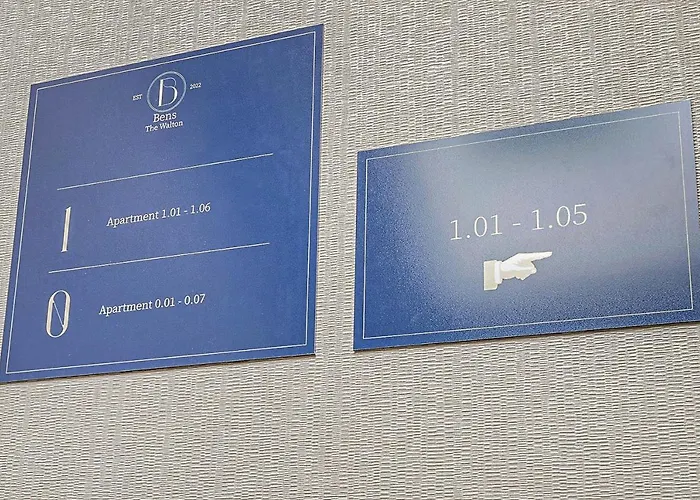 EST B 2022
Bens
The Walton
1 Apartment 1.01 - 1.06
0 Apartment 0.01 - 0.07
1.01 - 1.05